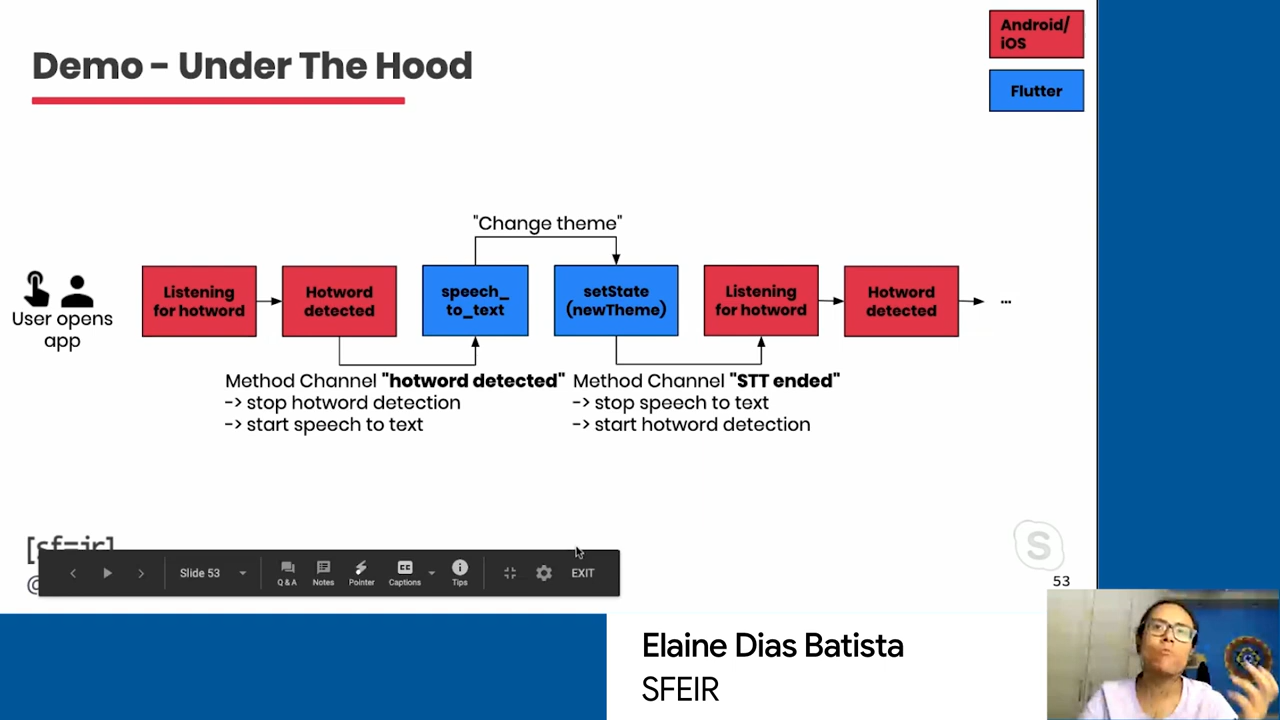 Android/
iOS
Demo - Under The Hood
Flutter
"Change theme"
User opens
app
Listening
for hotword
Hotword
detected
speech_
to_text
setState
(newTheme)
Listening
for hotword
Hotword
detected
...
Method Channel "hotword detected"
-> stop hotword detection
-> start speech to text
Method Channel "STT ended"
-> stop speech to text
-> start hotword detection
[sf=ir]
@
S
Slide 53
Q & A
Notes
Pointer
CC
Captions
Tips
EXIT
53
Elaine Dias Batista
SFEIR